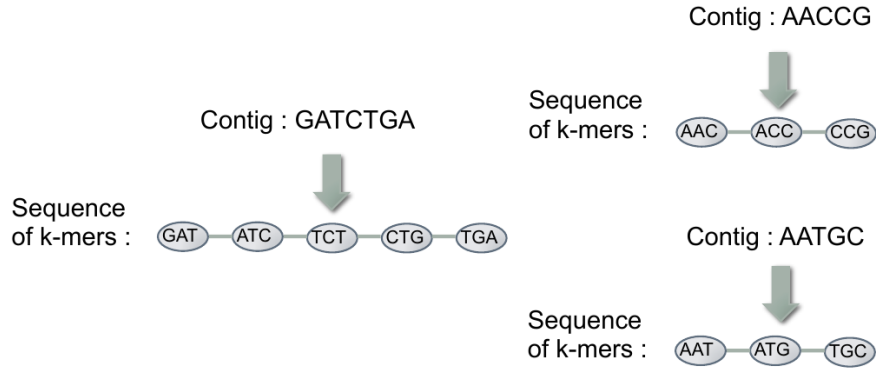 Contig : GATCTGA
Sequence
of k-mers :
GAT ATC TCT CTG TGA
Contig : AACCG
Sequence
of k-mers :
AAC ACC CCG
Contig : AATGC
Sequence
of k-mers :
AAT ATG TGC